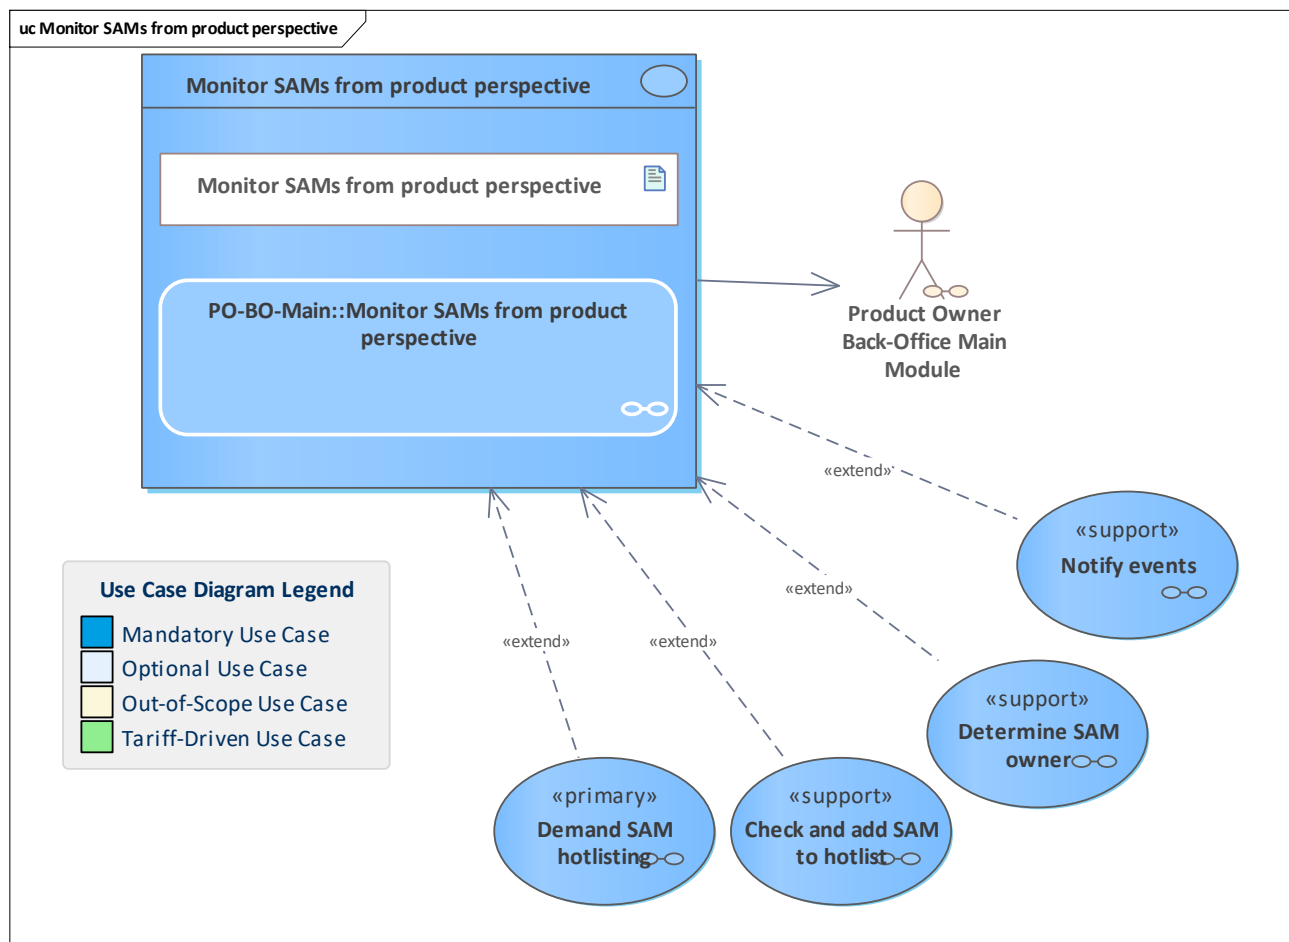 uc Monitor SAMs from product perspective
Monitor SAMs from product perspective
Monitor SAMs from product perspective
PO-BO-Main::Monitor SAMs from product
perspective
Product Owner
Back-Office Main
Module
«extend»
«support»
Notify events
«extend»
«support»
Determine SAM
owner
«extend»
«extend»
«primary»
Demand SAM
hotlisting
«support»
Check and add SAM
to hotlist
Use Case Diagram Legend
Mandatory Use Case
Optional Use Case
Out-of-Scope Use Case
Tariff-Driven Use Case